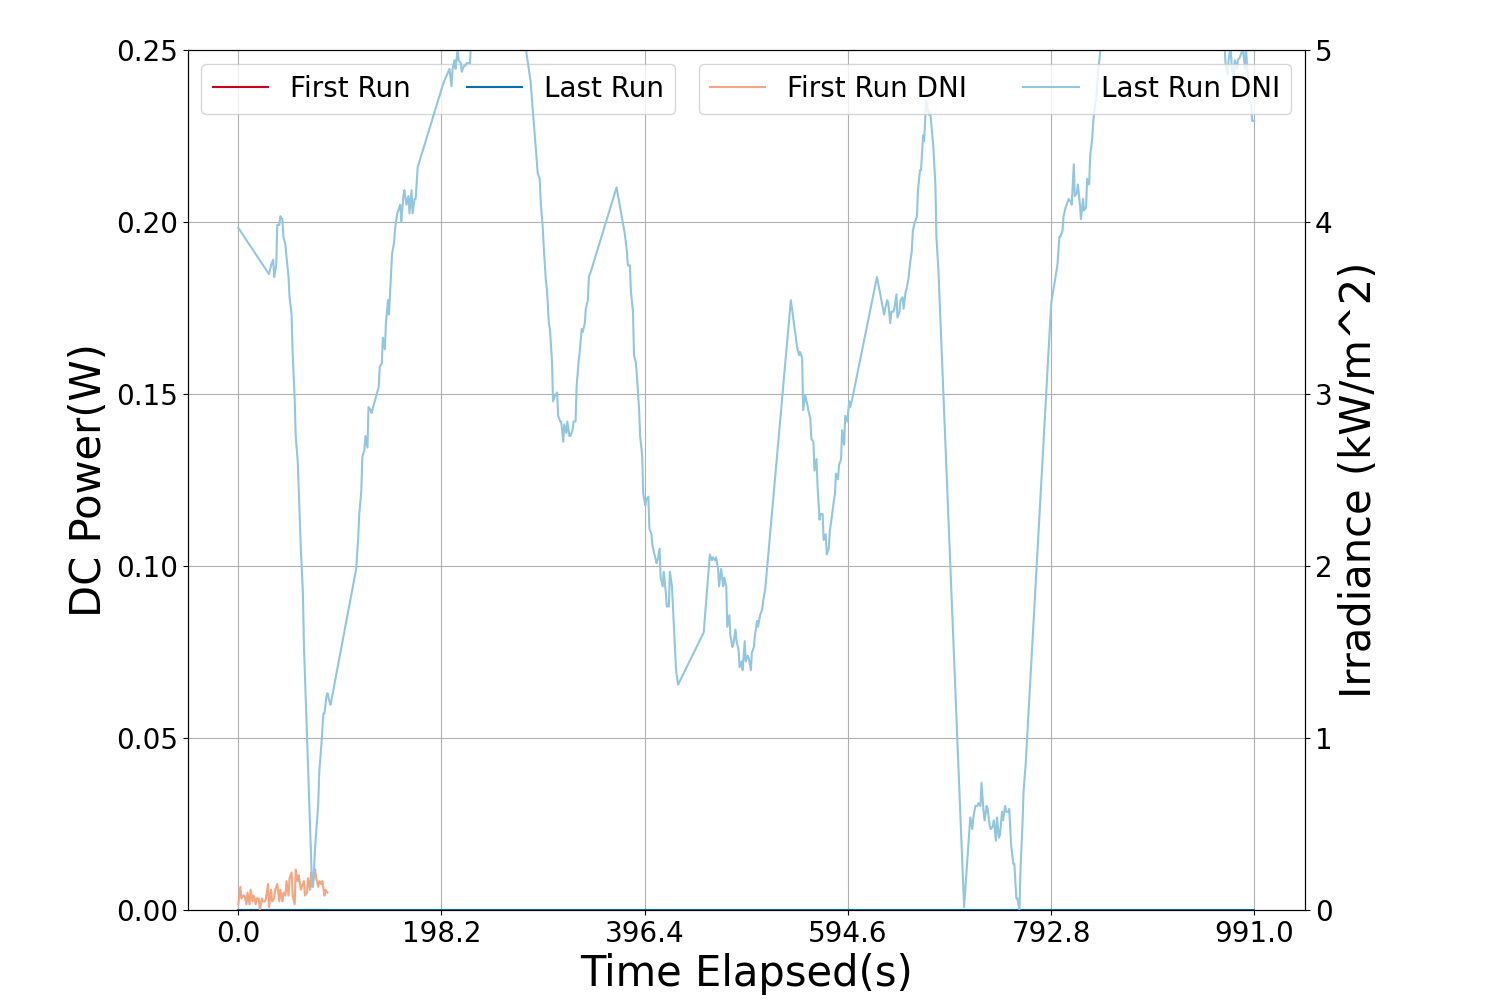 0.25
0.20
0.15
0.10
0.05
0.00
DC Power(W)
First Run
Last Run
First Run DNI
Last Run DNI
5
4
3
2
1
0
Irradiance (kW/m^2)
0.0
198.2
396.4
594.6
792.8
991.0
Time Elapsed(s)